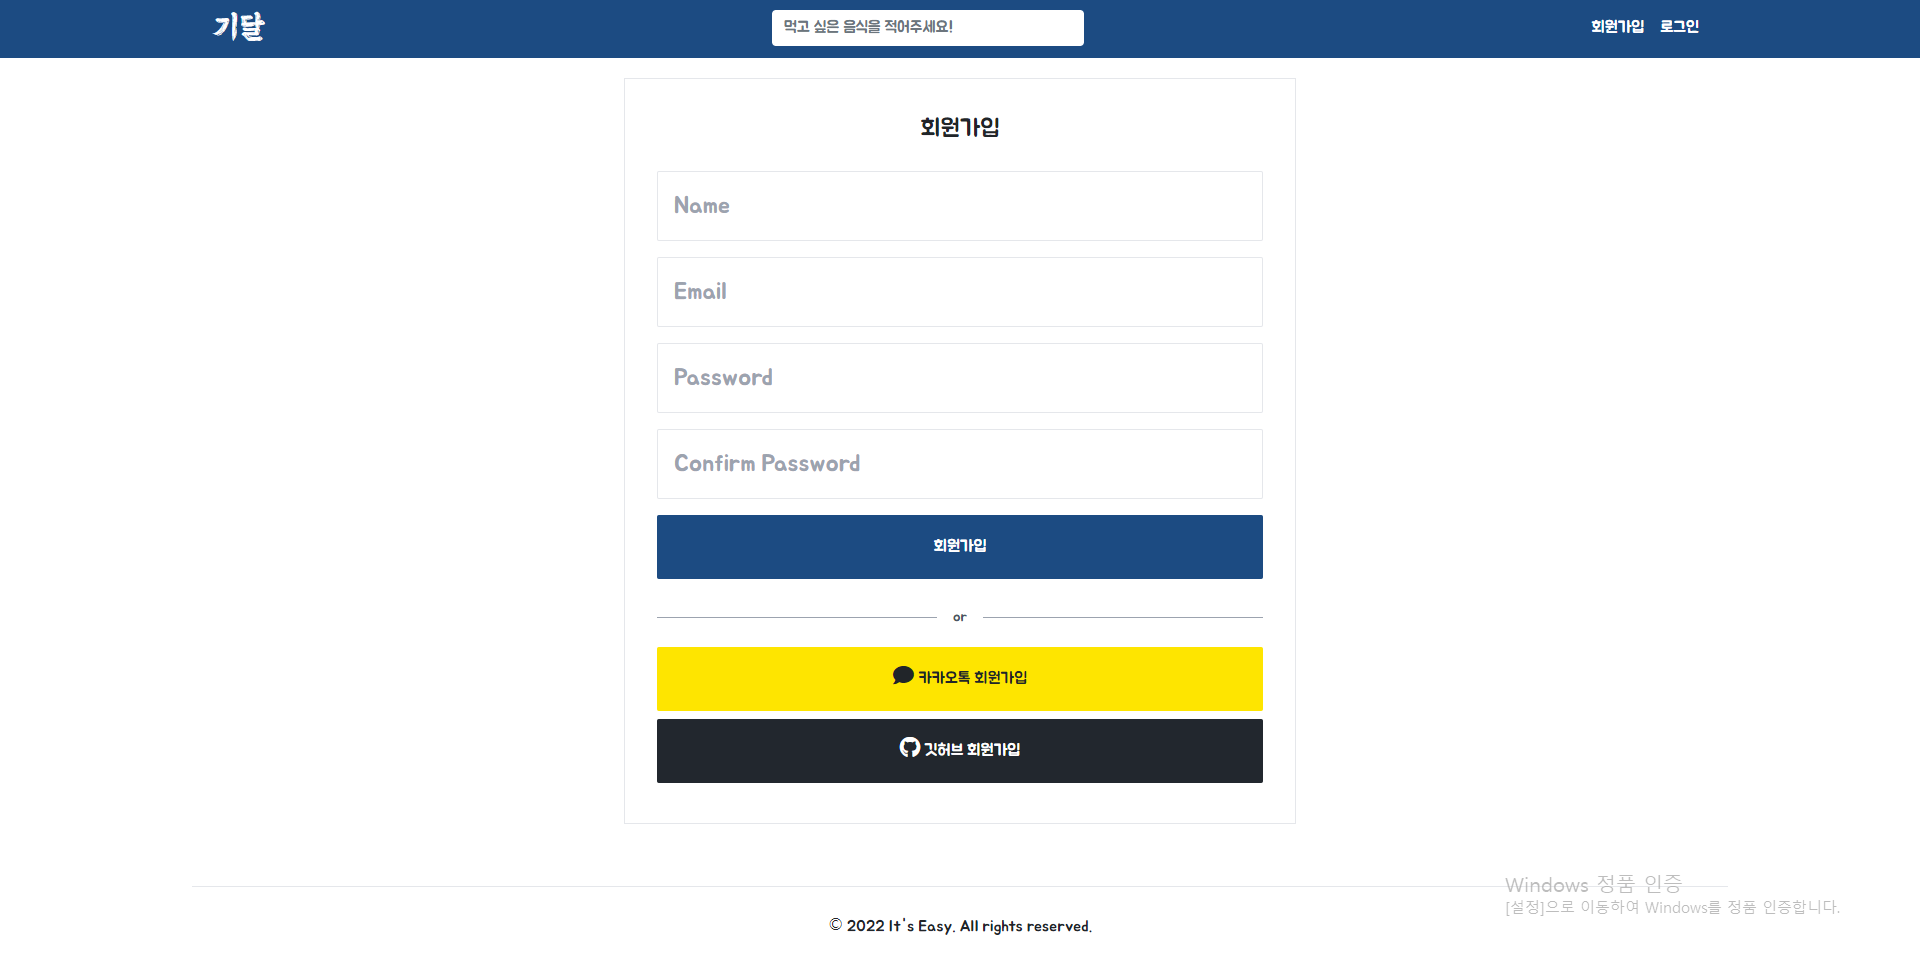 기달
먹고 싶은 음식을 적어주세요!
회원가입 로그인
회원가입
Name
Email
Password
Confirm Password
회원가입
or
카카오톡 회원가입
깃허브 회원가입
Windows 정품 인증
[설정]으로 이동하여 Windows를 정품 인증합니다.
© 2022 It's Easy. All rights reserved.